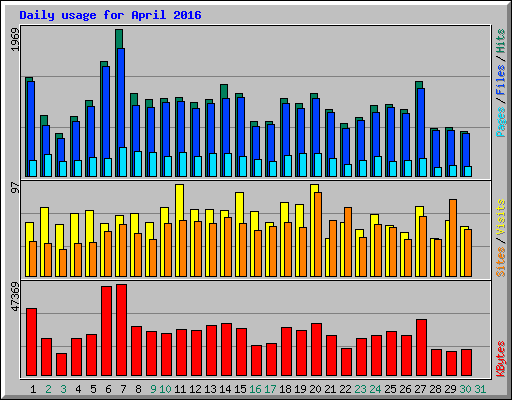 Daily usage for April 2016
1969
Pages / Files / Hits
97
Sites / Visits
47369
KBytes
1 2 3 4 5 6 7 8 9 10 11 12 13 14 15 16 17 18 19 20 21 22 23 24 25 26 27 28 29 30 31